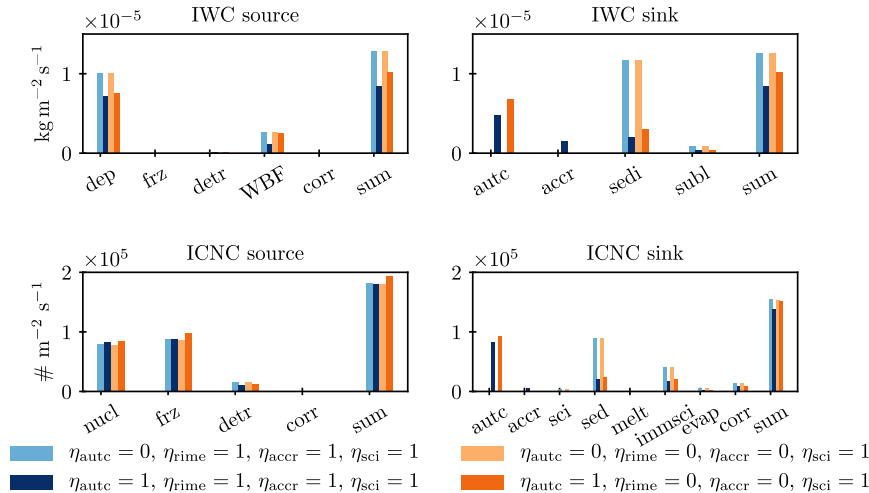 IWC source
×10⁻⁵
kg m⁻² s⁻¹
1
0
dep frz detr WBF corr sum
IWC sink
×10⁻⁵
1
0
autc accr sedi subl sum
ICNC source
×10⁵
# m⁻² s⁻¹
2
1
0
nucl frz detr corr sum
ICNC sink
×10⁵
2
1
0
autc accr sci sed melt immsci evap corr sum
η_autc = 0, η_rime = 1, η_accr = 1, η_sci = 1
η_autc = 1, η_rime = 1, η_accr = 1, η_sci = 1
η_autc = 0, η_rime = 0, η_accr = 0, η_sci = 1
η_autc = 1, η_rime = 0, η_accr = 0, η_sci = 1